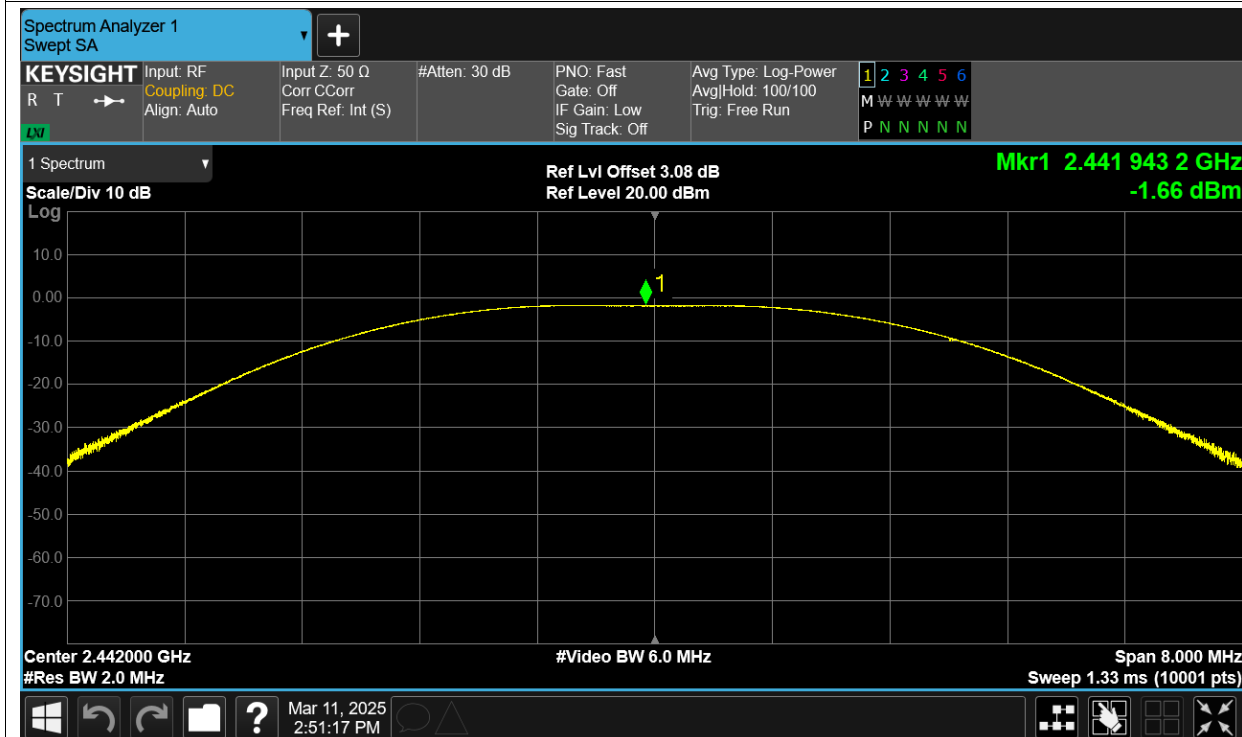 Spectrum Analyzer 1
Swept SA
+
KEYSIGHT
R T
LXI
Input: RF
Coupling: DC
Align: Auto
Input Z: 50 Ω
Corr CCorr
Freq Ref: Int (S)
#Atten: 30 dB
PNO: Fast
Gate: Off
IF Gain: Low
Sig Track: Off
Avg Type: Log-Power
Avg|Hold: 100/100
Trig: Free Run
1 2 3 4 5 6
M W W W W W
P N N N N N
1 Spectrum
Scale/Div 10 dB
Log
Ref Lvl Offset 3.08 dB
Ref Level 20.00 dBm
Mkr1 2.441 943 2 GHz
-1.66 dBm
10.0
0.00
-10.0
-20.0
-30.0
-40.0
-50.0
-60.0
-70.0
1
Center 2.442000 GHz
#Res BW 2.0 MHz
#Video BW 6.0 MHz
Span 8.000 MHz
Sweep 1.33 ms (10001 pts)
?
Mar 11, 2025
2:51:17 PM